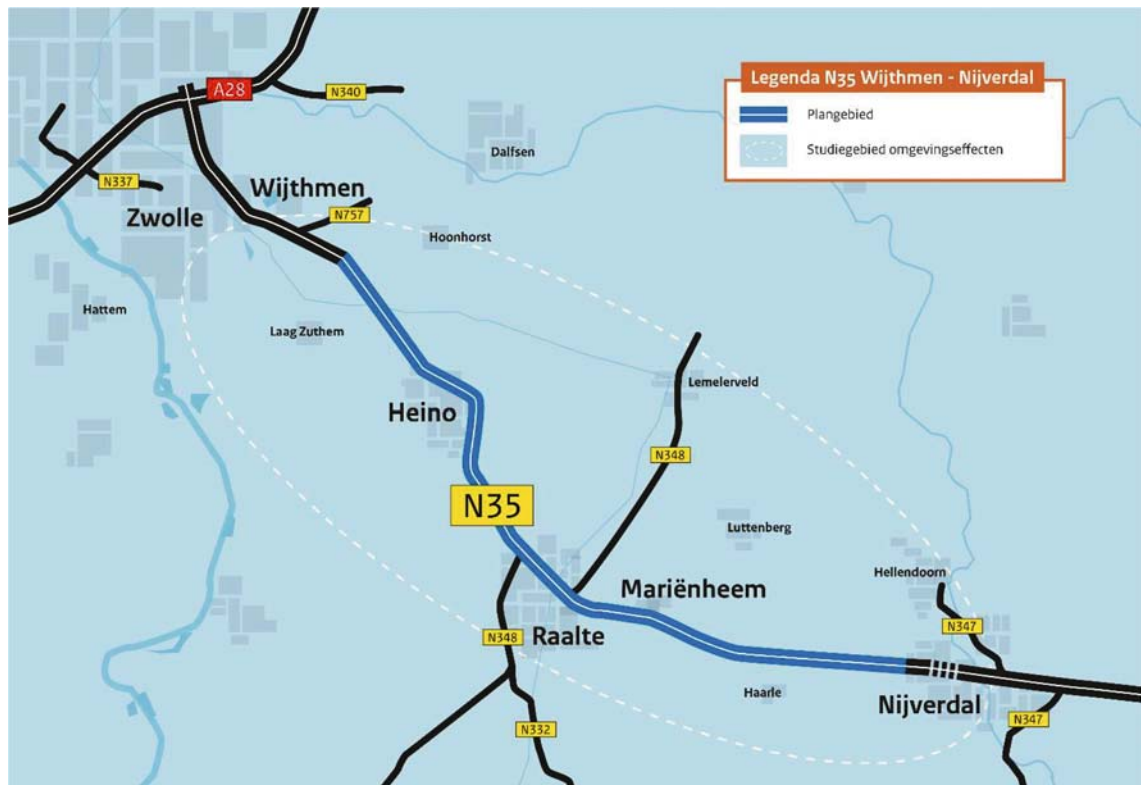 A28
N340
Legenda N35 Wijthmen - Nijverdal
Plangebied
Studiegebied omgevingseffecten
Dalfsen
N337
Wijthmen
N757
Zwolle
Hoonhorst
Hattem
Laag Zuthem
Lemelerveld
Heino
N348
N35
Luttenberg
Hellendoorn
Mariënheem
N347
N348
Raalte
Haarle
Nijverdal
N347
N332